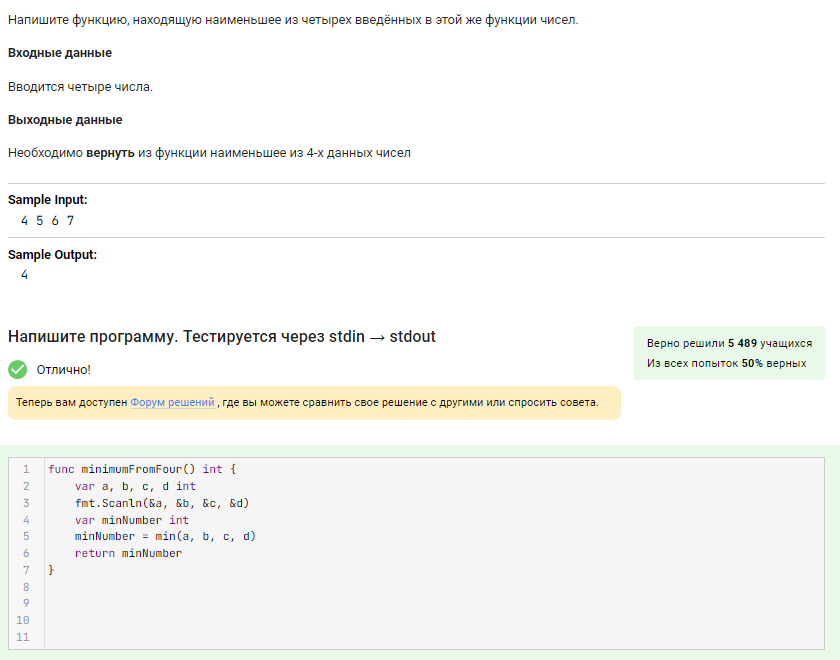 Напишите функцию, находящую наименьшее из четырех введённых в этой же функции чисел.
Входные данные
Вводится четыре числа.
Выходные данные
Необходимо вернуть из функции наименьшее из 4-х данных чисел
Sample Input:
4 5 6 7
Sample Output:
4
Напишите программу. Тестируется через stdin → stdout
Верно решили 5 489 учащихся
Из всех попыток 50% верных
Отлично!
Теперь вам доступен Форум решений, где вы можете сравнить свое решение с другими или спросить совета.
1 func minimumFromFour() int {
2     var a, b, c, d int
3     fmt.Scanln(&a, &b, &c, &d)
4     var minNumber int
5     minNumber = min(a, b, c, d)
6     return minNumber
7 }
8
9
10
11